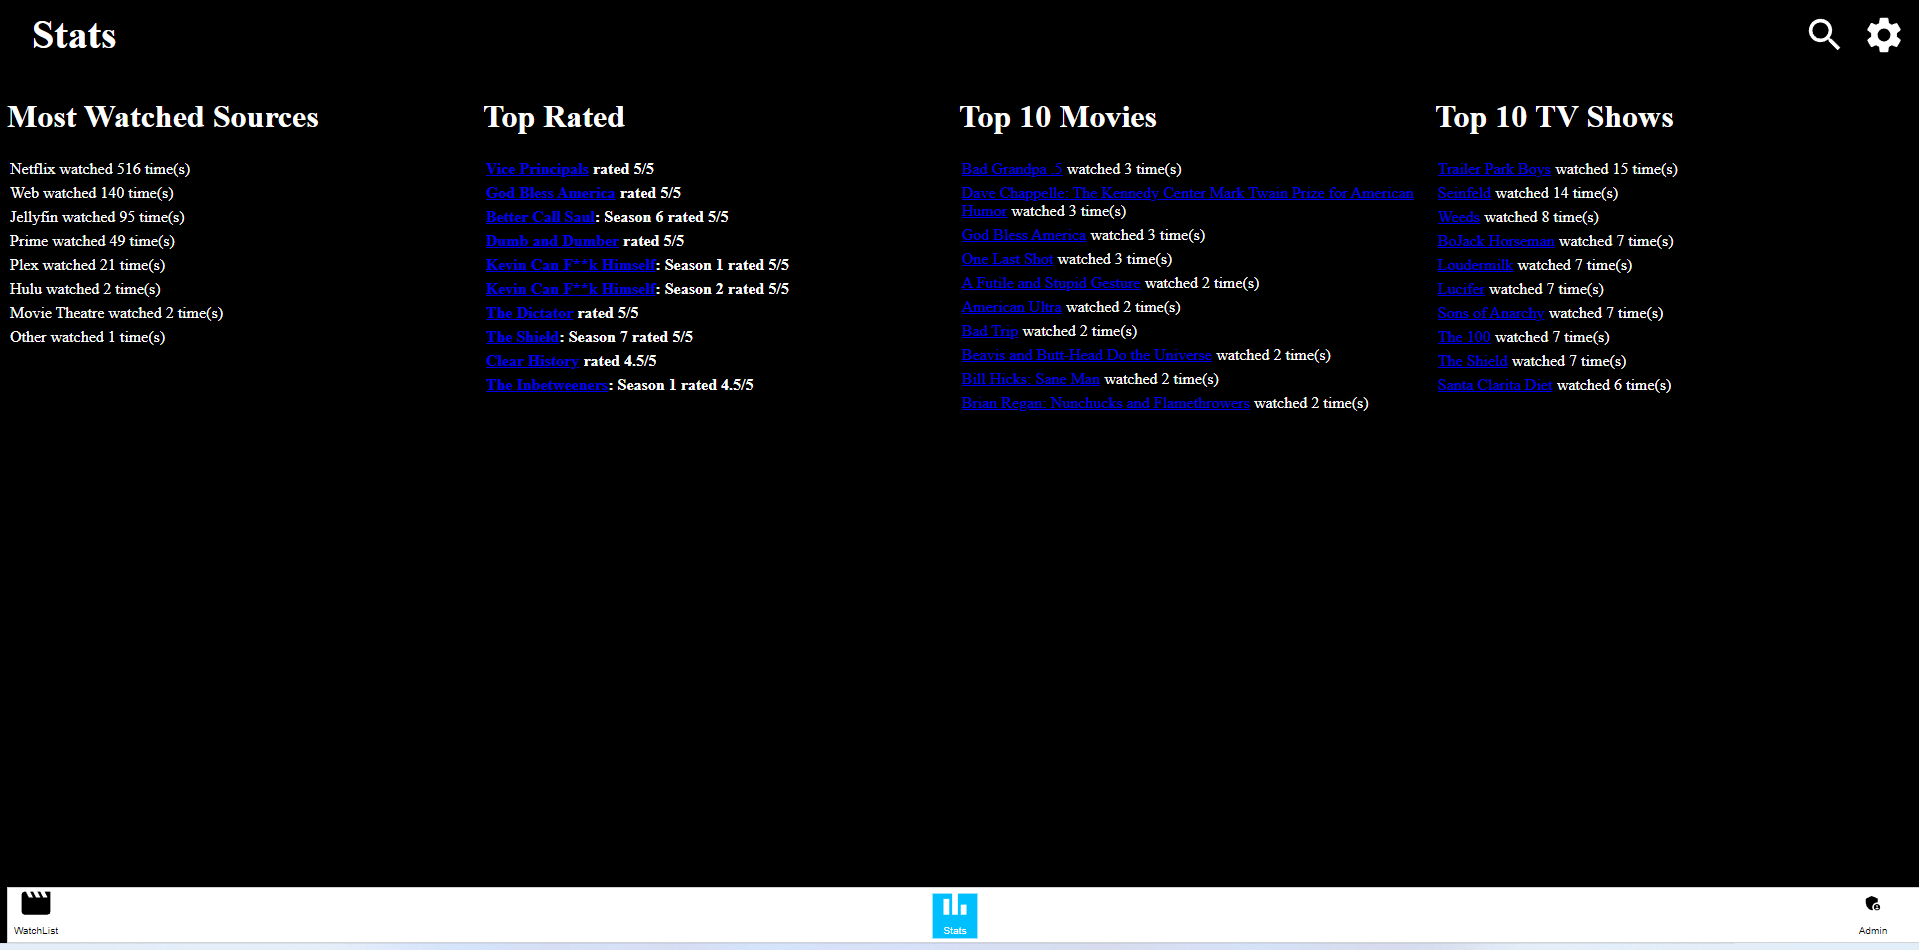 Stats
Most Watched Sources
Netflix watched 516 time(s)
Web watched 140 time(s)
Jellyfin watched 95 time(s)
Prime watched 49 time(s)
Plex watched 21 time(s)
Hulu watched 2 time(s)
Movie Theatre watched 2 time(s)
Other watched 1 time(s)
Top Rated
Vice Principals rated 5/5
God Bless America rated 5/5
Better Call Saul: Season 6 rated 5/5
Dumb and Dumber rated 5/5
Kevin Can F**k Himself: Season 1 rated 5/5
Kevin Can F**k Himself: Season 2 rated 5/5
The Dictator rated 5/5
The Shield: Season 7 rated 5/5
Clear History rated 4.5/5
The Inbetweeners: Season 1 rated 4.5/5
Top 10 Movies
Bad Grandpa .5 watched 3 time(s)
Dave Chappelle: The Kennedy Center Mark Twain Prize for American
Humor watched 3 time(s)
God Bless America watched 3 time(s)
One Last Shot watched 3 time(s)
A Futile and Stupid Gesture watched 2 time(s)
American Ultra watched 2 time(s)
Bad Trip watched 2 time(s)
Beavis and Butt-Head Do the Universe watched 2 time(s)
Bill Hicks: Sane Man watched 2 time(s)
Brian Regan: Nunchucks and Flamethrowers watched 2 time(s)
Top 10 TV Shows
Trailer Park Boys watched 15 time(s)
Seinfeld watched 14 time(s)
Weeds watched 8 time(s)
BoJack Horseman watched 7 time(s)
Loudermilk watched 7 time(s)
Lucifer watched 7 time(s)
Sons of Anarchy watched 7 time(s)
The 100 watched 7 time(s)
The Shield watched 7 time(s)
Santa Clarita Diet watched 6 time(s)
WatchList
Stats
Admin